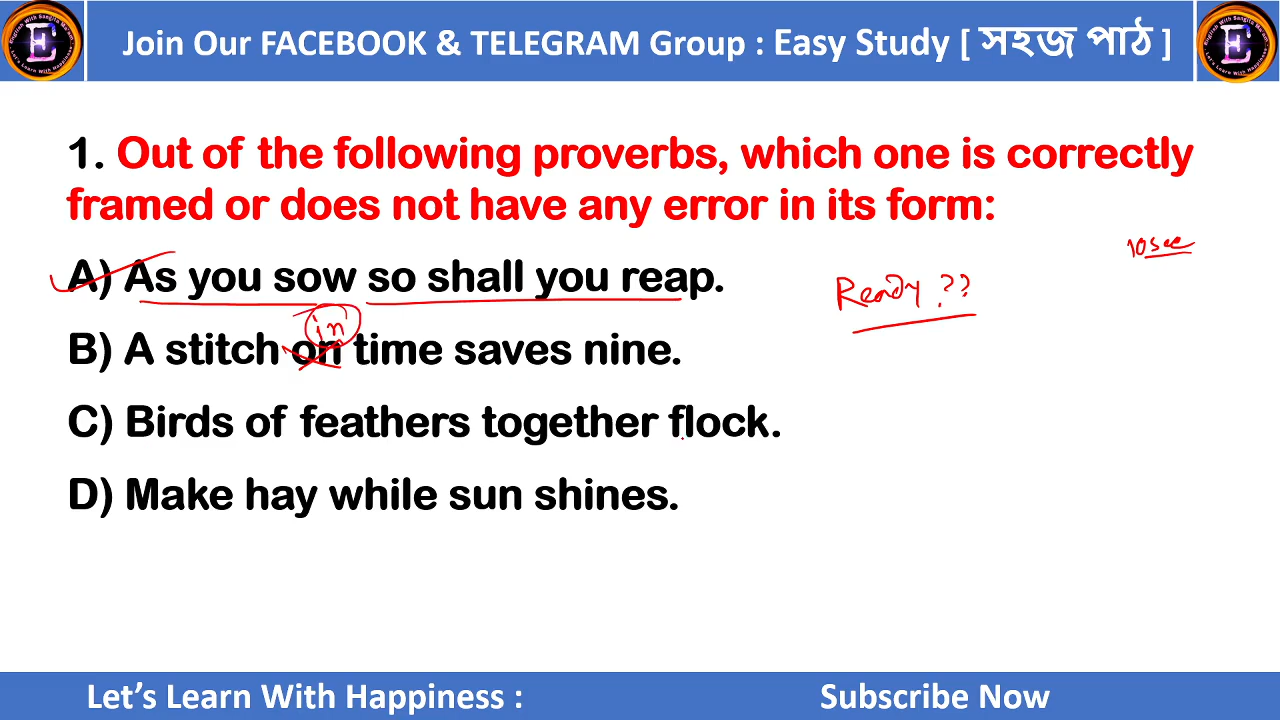 Join Our FACEBOOK & TELEGRAM Group : Easy Study [ সহজ পাঠ ]
1. Out of the following proverbs, which one is correctly
framed or does not have any error in its form:
10 sec
A) As you sow so shall you reap.
Ready ??
in
B) A stitch on time saves nine.
C) Birds of feathers together flock.
D) Make hay while sun shines.
Let's Learn With Happiness :
Subscribe Now